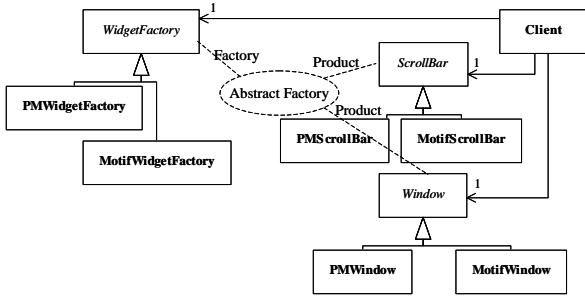 1
WidgetFactory
Client
Factory
Product
ScrollBar
1
PMWidgetFactory
Abstract Factory
Product
PMScrollBar
MotifScrollBar
MotifWidgetFactory
Window
1
PMWindow
MotifWindow